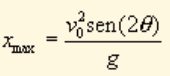 x_max = v_0^2 sen(2θ) / g